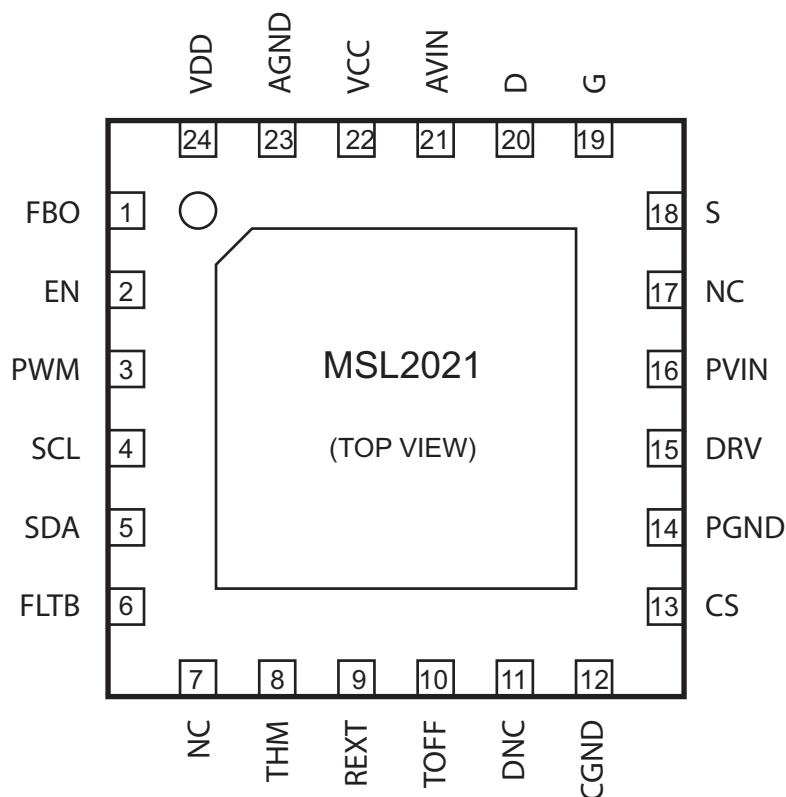 VDD AGND VCC AVIN D G
24 23 22 21 20 19
FBO 1 18 S
EN 2 17 NC
PWM 3 MSL2021 16 PVIN
SCL 4 (TOP VIEW) 15 DRV
SDA 5 14 PGND
FLTB 6 13 CS
7 8 9 10 11 12
NC THM REXT TOFF DNC CGND